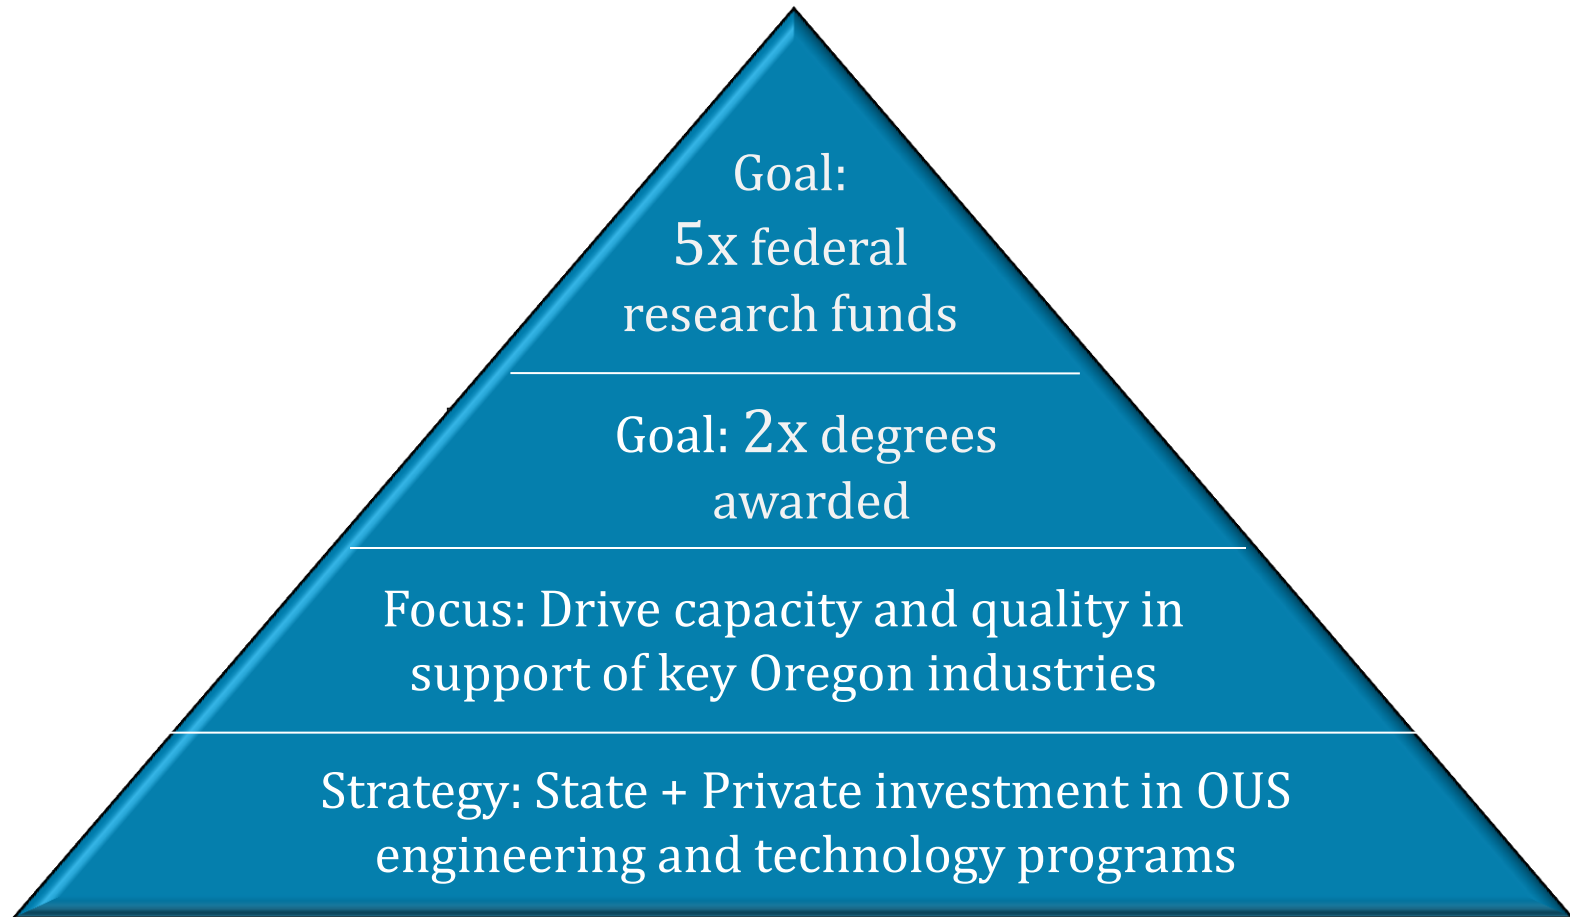 Goal:
5x federal
research funds
Goal: 2x degrees
awarded
Focus: Drive capacity and quality in
support of key Oregon industries
Strategy: State + Private investment in OUS
engineering and technology programs